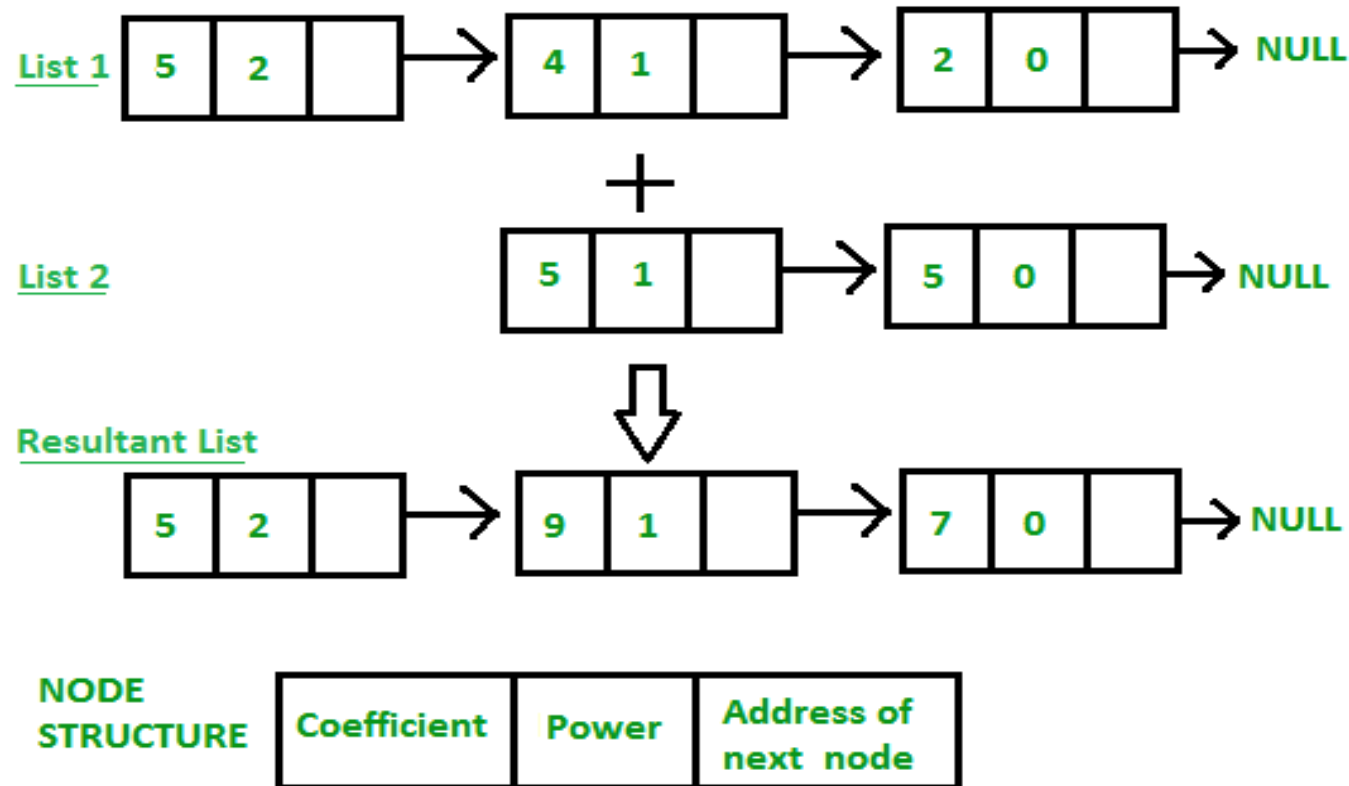 List 1 5 2 4 1 2 0 NULL
+
List 2 5 1 5 0 NULL
Resultant List
5 2 9 1 7 0 NULL
NODE STRUCTURE
Coefficient Power Address of next node